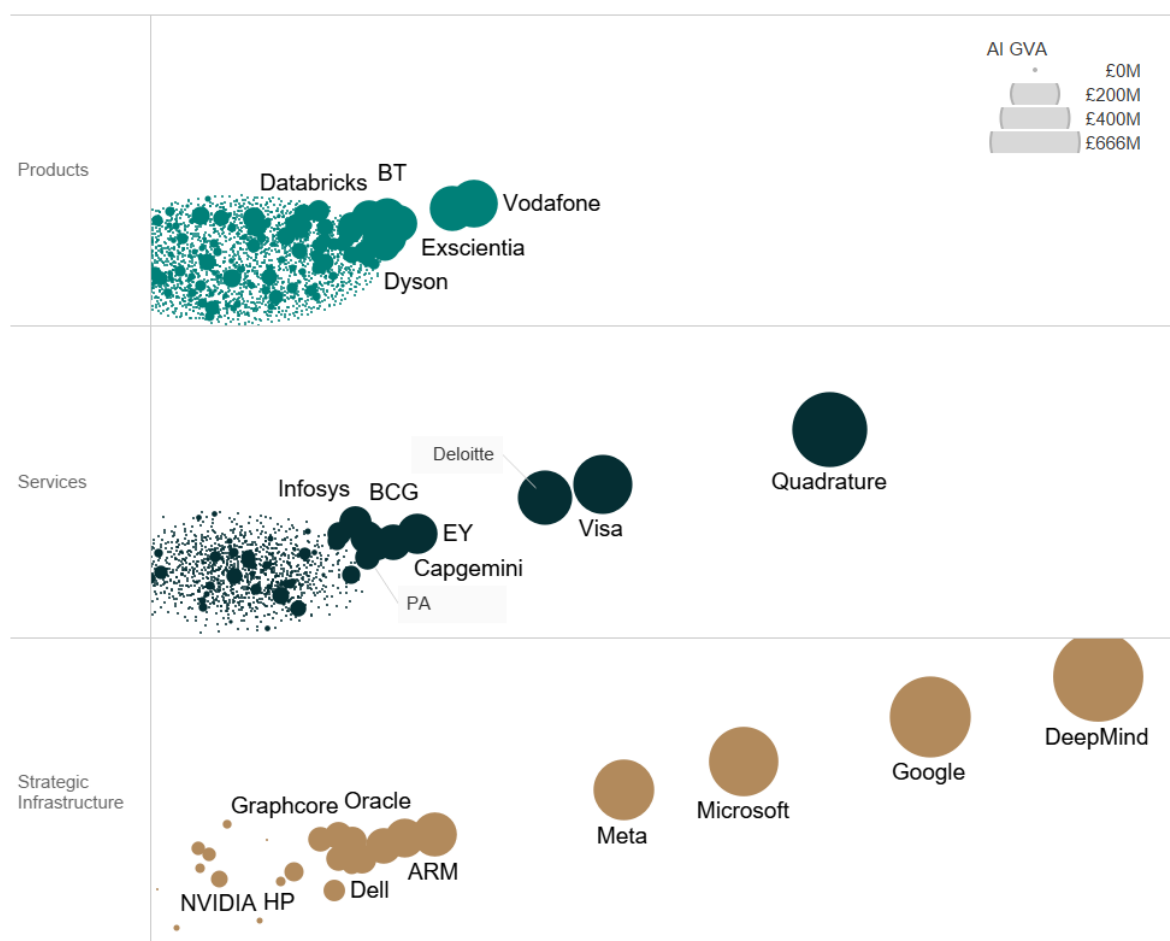 AI GVA
£0M
£200M
£400M
£666M
Products
Databricks
BT
Vodafone
Exscientia
Dyson
Services
Deloitte
Quadrature
Infosys
BCG
Visa
EY
Capgemini
PA
Strategic
Infrastructure
DeepMind
Google
Microsoft
Graphcore
Oracle
Meta
ARM
Dell
NVIDIA
HP